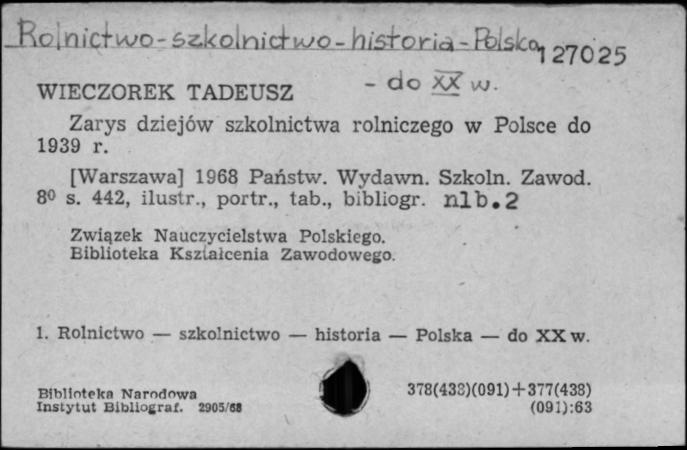 Rolnictwo - szkolnictwo - historia - Polska
127025
- do XX w.
WIECZOREK TADEUSZ
Zarys dziejów szkolnictwa rolniczego w Polsce do
1939 r.
[Warszawa] 1968 Państw. Wydawn. Szkoln. Zawod.
8⁰ s. 442, ilustr., portr., tab., bibliogr. nlb.2
Związek Nauczycielstwa Polskiego.
Biblioteka Kształcenia Zawodowego.
1. Rolnictwo — szkolnictwo — historia — Polska — do XX w.
Biblioteka Narodowa
Instytut Bibliograf. 2905/68
378(438)(091)+377(438)
(091):63